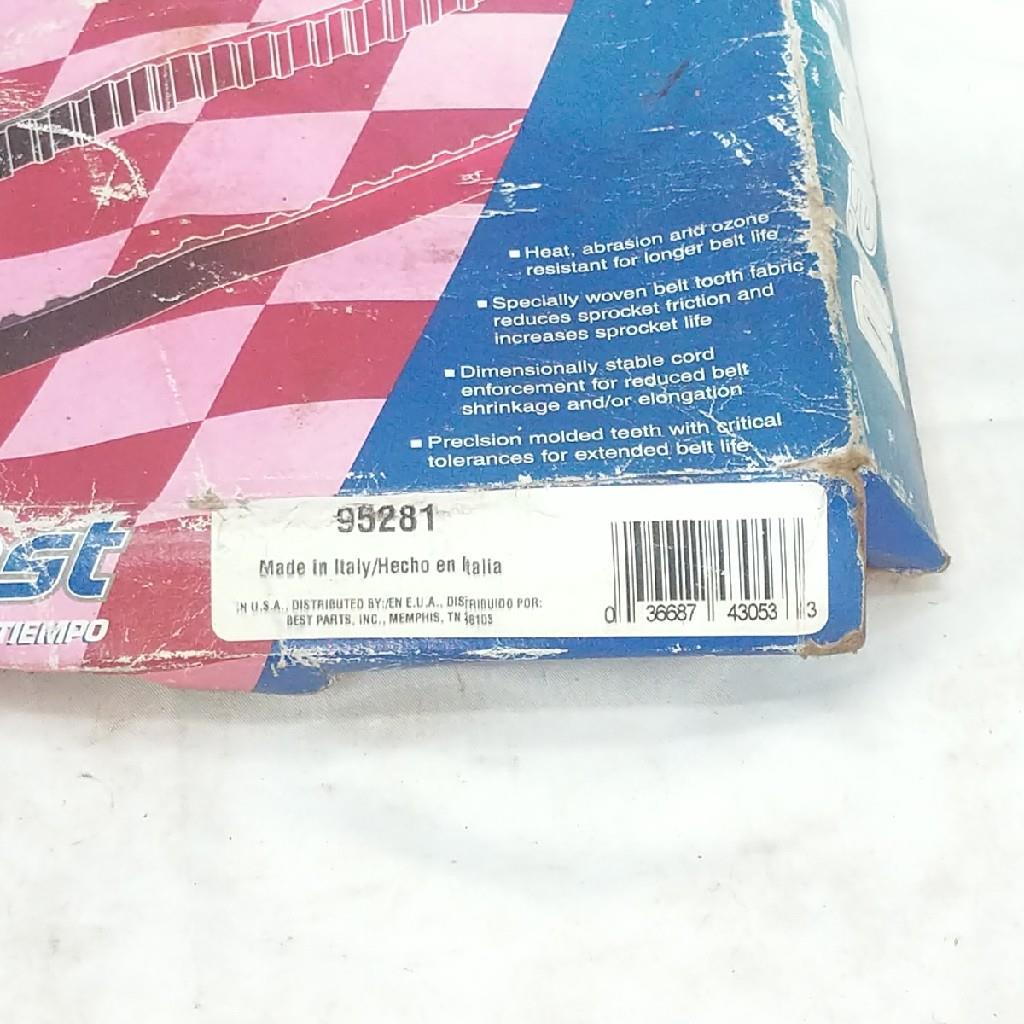 ■ Heat, abrasion and ozone
resistant for longer belt life
■ Specially woven belt tooth fabric
reduces sprocket friction and
increases sprocket life
■ Dimensionally stable cord
enforcement for reduced belt
shrinkage and/or elongation
■ Precision molded teeth with critical
tolerances for extended belt life
st
TIEMPO
95281
Made in Italy/Hecho en Italia
IN U.S.A., DISTRIBUTED BY:/EN E.U.A., DISTRIBUIDO POR:
BEST PARTS, INC., MEMPHIS, TN 38103
0 36687 43053 3